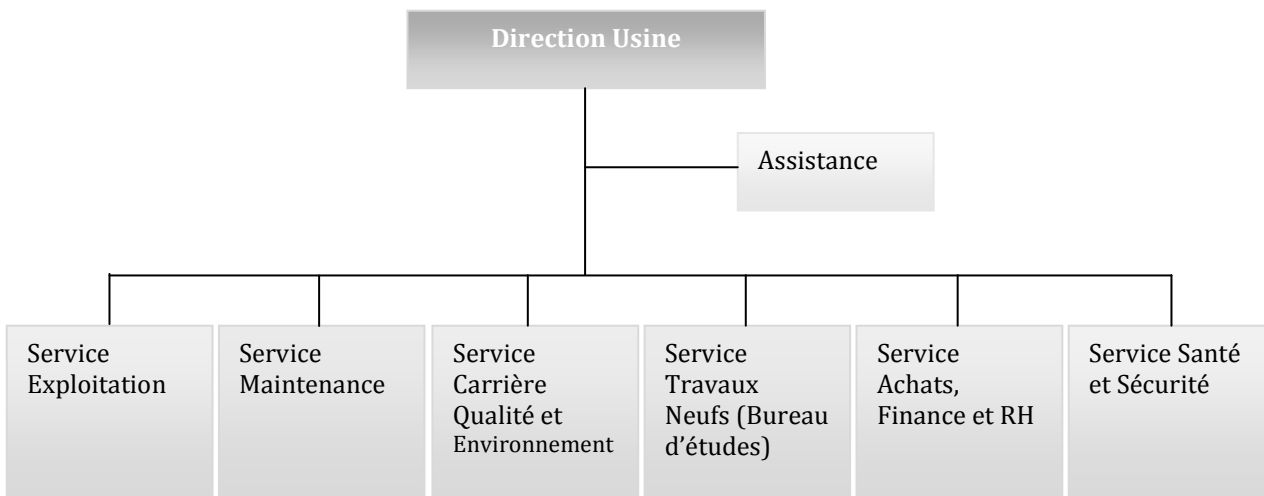 Direction Usine
Assistance
Service
Exploitation
Service
Maintenance
Service
Carrière
Qualité et
Environnement
Service
Travaux
Neufs (Bureau
d’études)
Service
Achats,
Finance et RH
Service Santé
et Sécurité